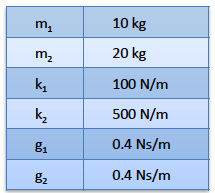 m₁ 10 kg
m₂ 20 kg
k₁ 100 N/m
k₂ 500 N/m
g₁ 0.4 Ns/m
g₂ 0.4 Ns/m